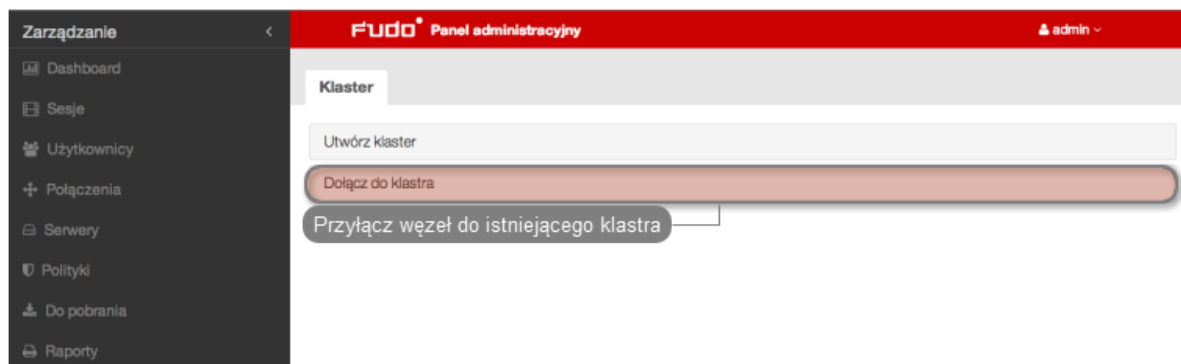 Zarządzanie
FUDO Panel administracyjny
admin
Dashboard
Klaster
Sesje
Użytkownicy
Utwórz klaster
Połączenia
Dołącz do klastra
Przyłącz węzeł do istniejącego klastra
Serwery
Polityki
Do pobrania
Raporty